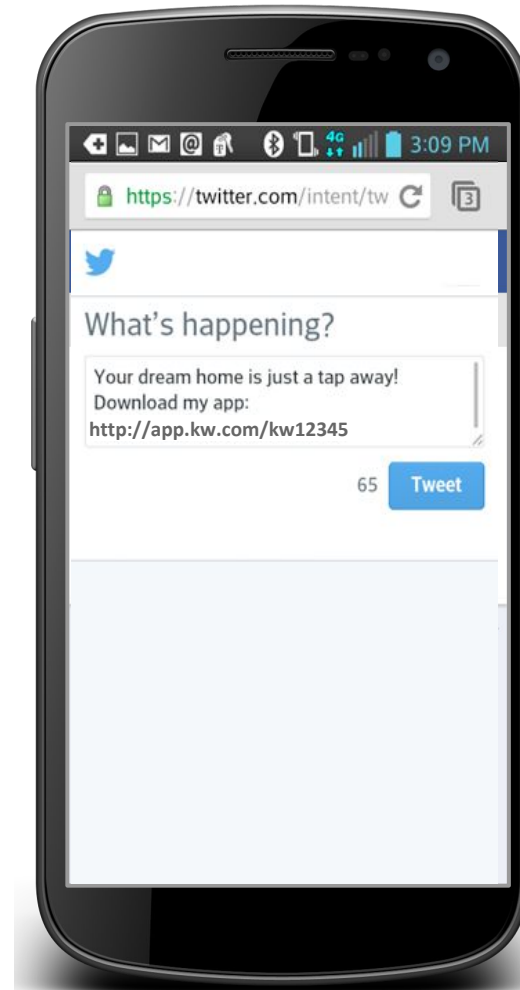 4G
3:09 PM
https://twitter.com/intent/tw
3
What's happening?
Your dream home is just a tap away!
Download my app:
http://app.kw.com/kw12345
65
Tweet